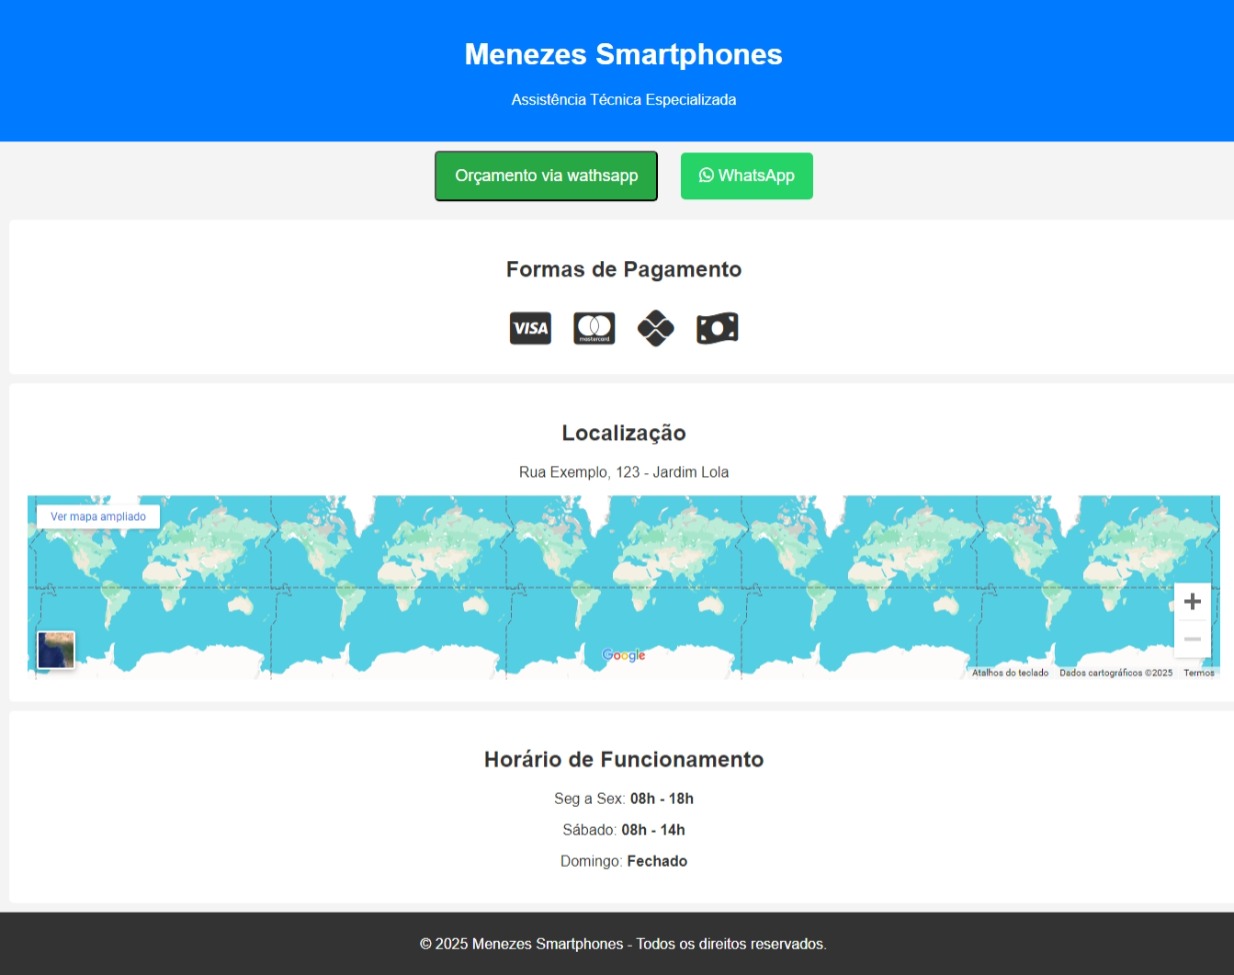 Menezes Smartphones
Assistência Técnica Especializada
Orçamento via wathsapp
WhatsApp
Formas de Pagamento
VISA
mastercard
Localização
Rua Exemplo, 123 - Jardim Lola
Ver mapa ampliado
Google
Atalhos do teclado Dados cartográficos ©2025 Termos
Horário de Funcionamento
Seg a Sex: 08h - 18h
Sábado: 08h - 14h
Domingo: Fechado
© 2025 Menezes Smartphones - Todos os direitos reservados.